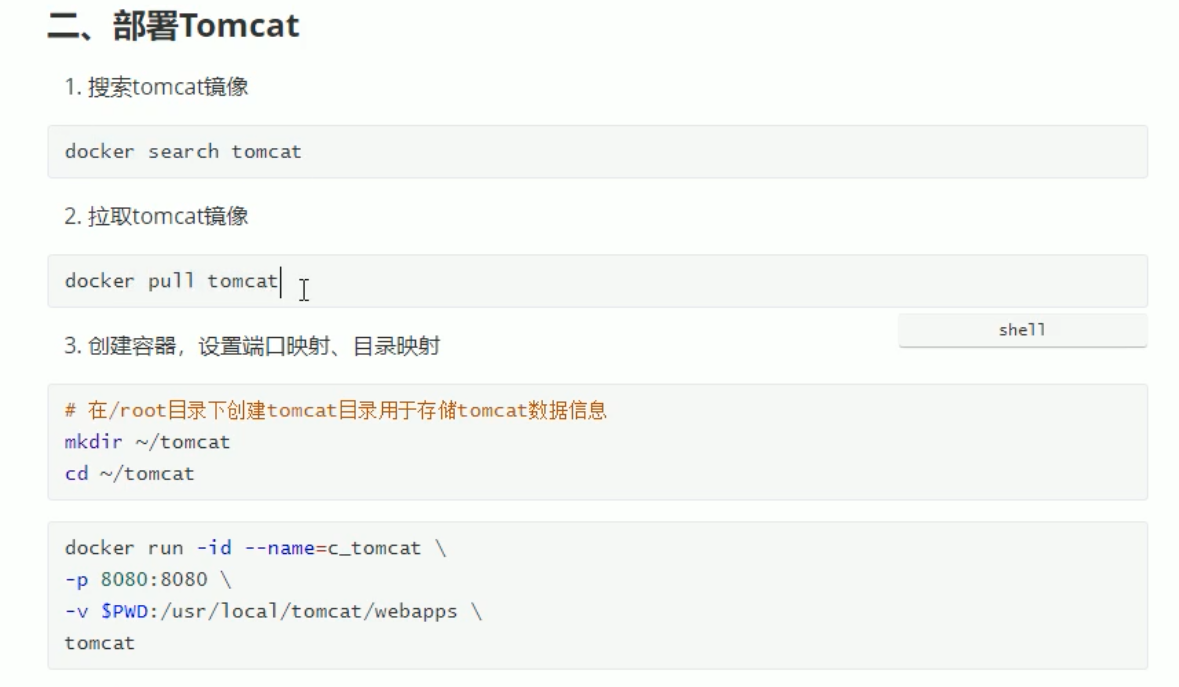 二、部署Tomcat
1. 搜索tomcat镜像
docker search tomcat
2. 拉取tomcat镜像
docker pull tomcat
shell
3. 创建容器，设置端口映射、目录映射
# 在/root目录下创建tomcat目录用于存储tomcat数据信息
mkdir ~/tomcat
cd ~/tomcat
docker run -id --name=c_tomcat \
-p 8080:8080 \
-v $PWD:/usr/local/tomcat/webapps \
tomcat